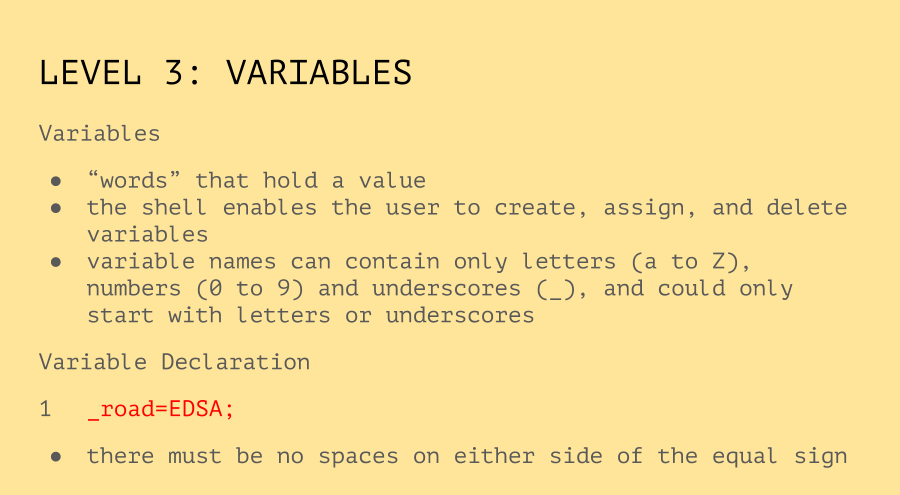 LEVEL 3: VARIABLES
Variables
● “words” that hold a value
● the shell enables the user to create, assign, and delete
variables
● variable names can contain only letters (a to Z),
numbers (0 to 9) and underscores (_), and could only
start with letters or underscores
Variable Declaration
1 _road=EDSA;
● there must be no spaces on either side of the equal sign